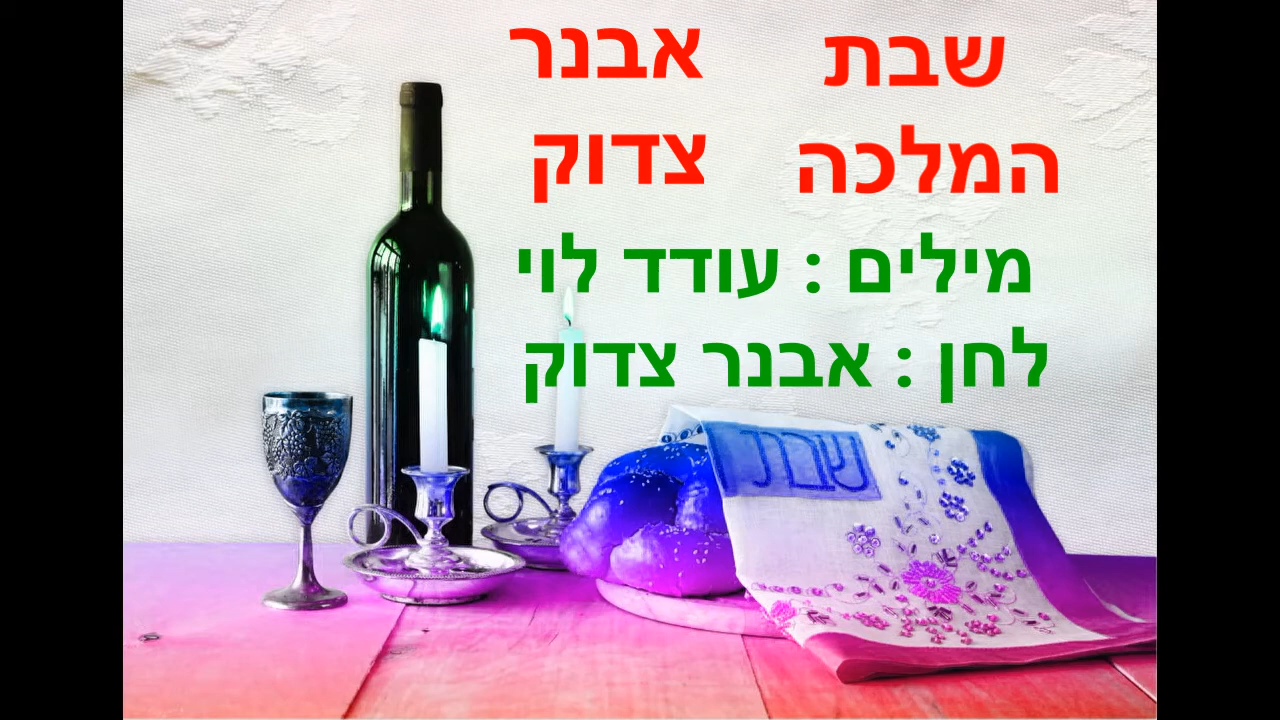 שבת אבנר
המלכה צדוק
מילים : עודד לוי
לחן : אבנר צדוק
שבת